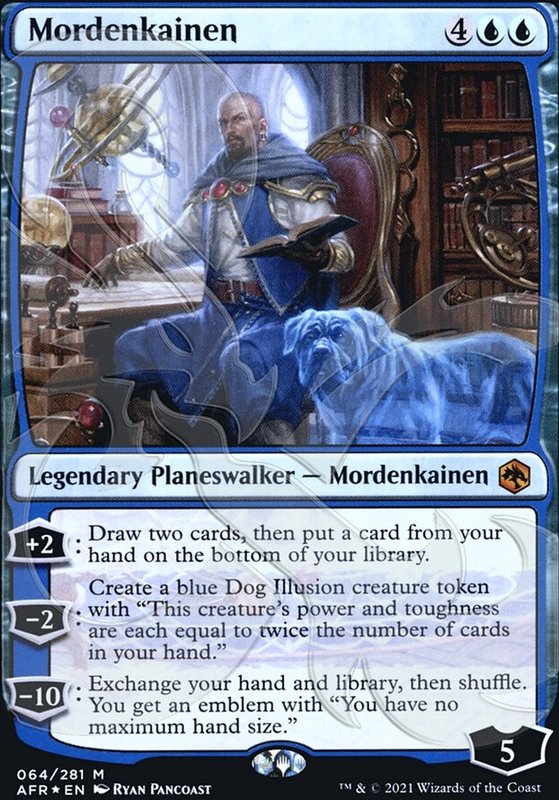 Mordenkainen 4
Legendary Planeswalker — Mordenkainen
+2 : Draw two cards, then put a card from your
hand on the bottom of your library.
Create a blue Dog Illusion creature token
−2 : with “This creature’s power and toughness
are each equal to twice the number of cards
in your hand.”
−10 : Exchange your hand and library, then shuffle.
You get an emblem with “You have no
maximum hand size.”
5
064/281 M
AFR★EN RYAN PANCOAST
™ & © 2021 Wizards of the Coast